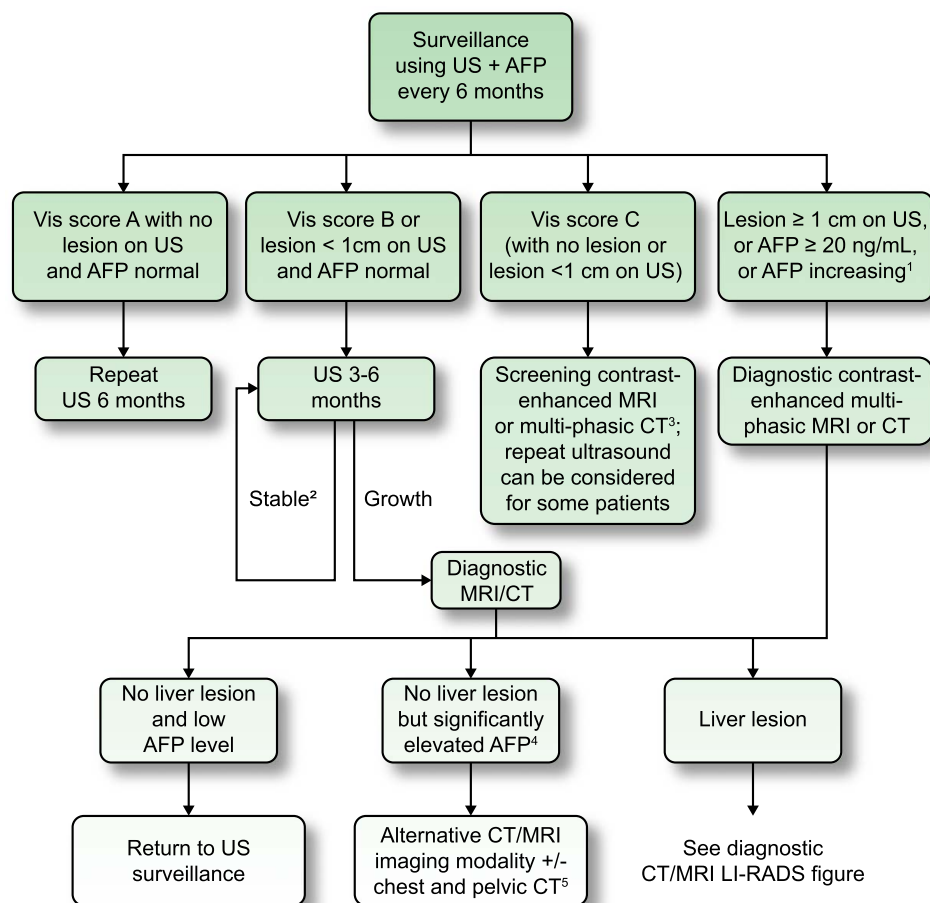 Surveillance
using US + AFP
every 6 months
Vis score A with no
lesion on US
and AFP normal
Vis score B or
lesion < 1cm on US
and AFP normal
Vis score C
(with no lesion or
lesion <1 cm on US)
Lesion ≥ 1 cm on US,
or AFP ≥ 20 ng/mL,
or AFP increasing¹
Repeat
US 6 months
US 3-6
months
Screening contrast-
enhanced MRI
or multi-phasic CT³;
repeat ultrasound
can be considered
for some patients
Diagnostic contrast-
enhanced multi-
phasic MRI or CT
Stable²
Growth
Diagnostic
MRI/CT
No liver lesion
and low
AFP level
No liver lesion
but significantly
elevated AFP⁴
Liver lesion
Return to US
surveillance
Alternative CT/MRI
imaging modality +/-
chest and pelvic CT⁵
See diagnostic
CT/MRI LI-RADS figure